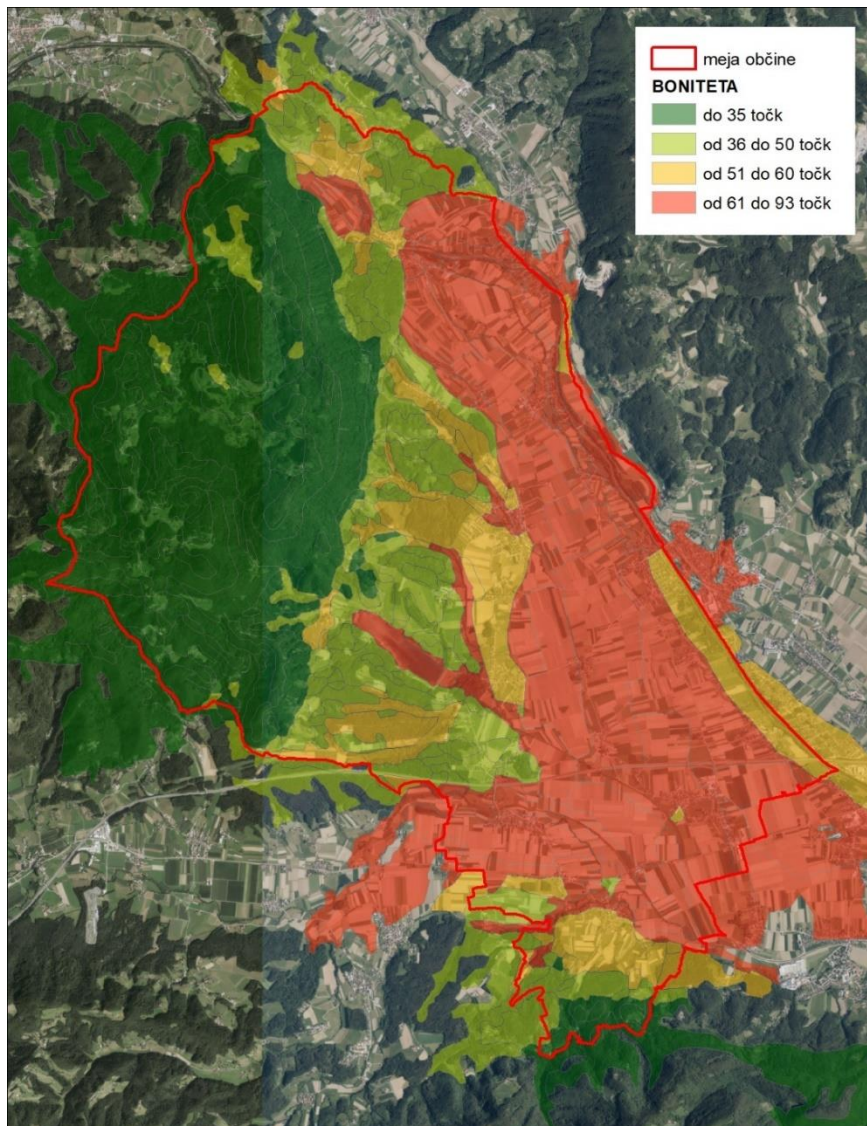 meja občine
BONITETA
do 35 točk
od 36 do 50 točk
od 51 do 60 točk
od 61 do 93 točk